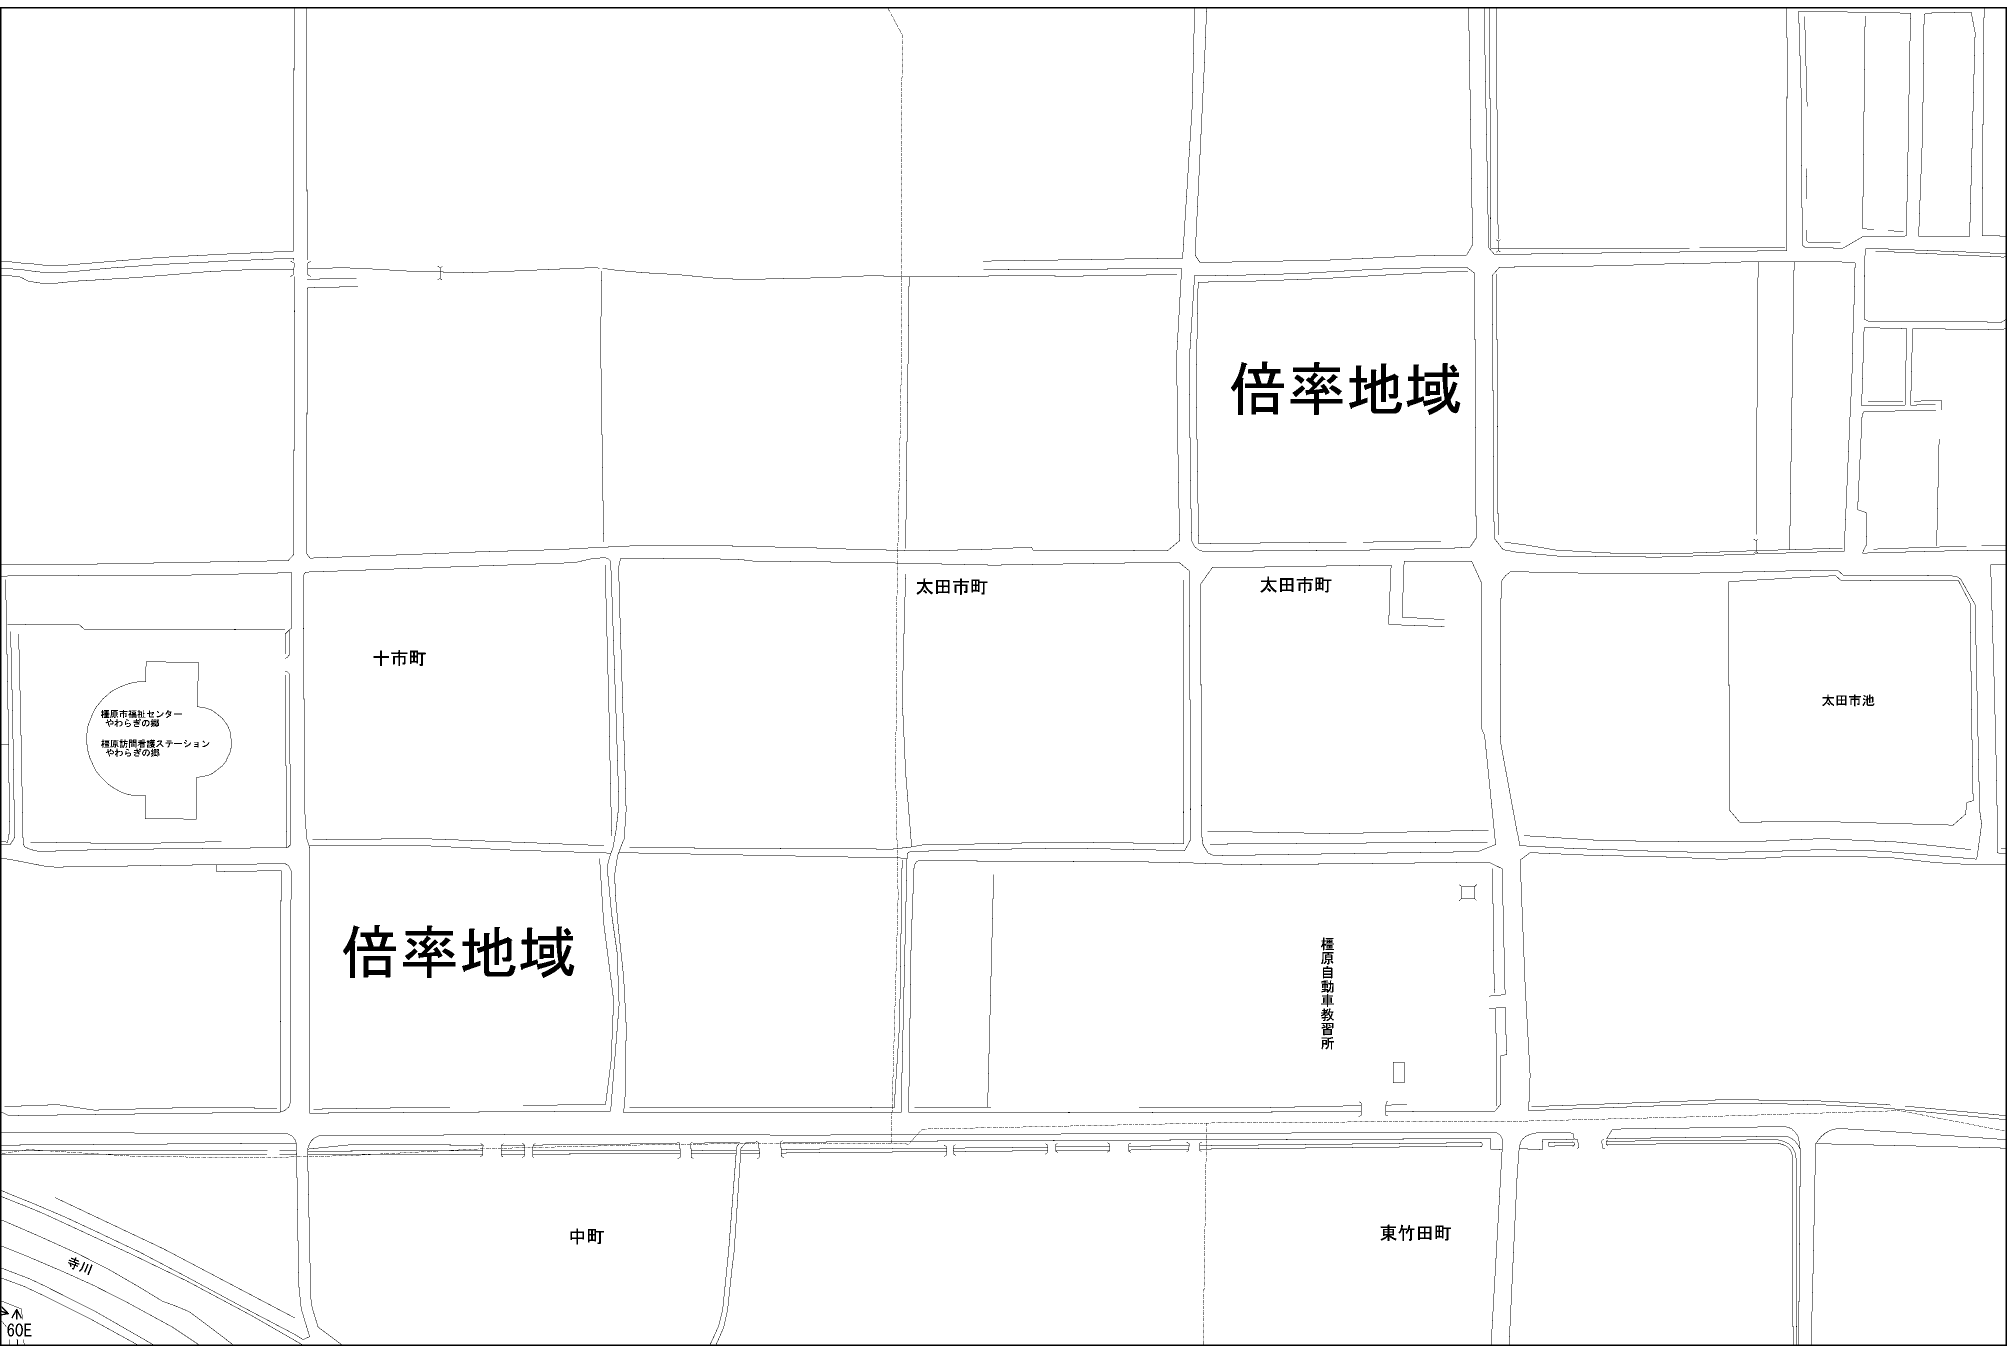 倍率地域
太田市町
太田市町
十市町
太田市池
橿原市福祉センター
やわらぎの郷
橿原訪問看護ステーション
やわらぎの郷
倍率地域
橿原自動車教習所
中町
東竹田町
寺川
60E